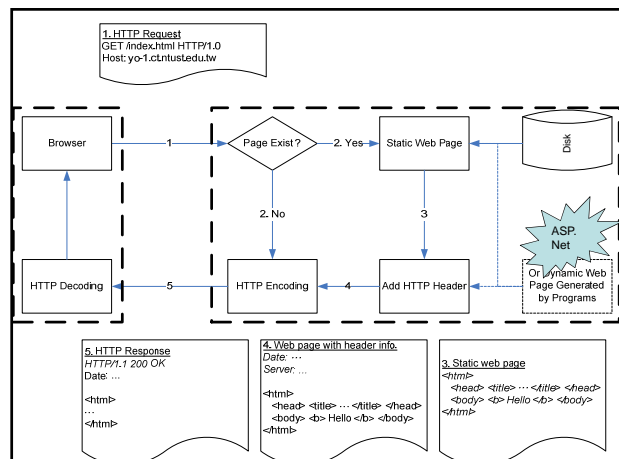 1. HTTP Request
GET /index.html HTTP/1.0
Host: yo-1.ct.ntust.edu.tw
Browser
1
Page Exist?
2. Yes
Static Web Page
Disk
2. No
3
ASP.
Net
HTTP Decoding
5
HTTP Encoding
4
Add HTTP Header
Or Dynamic Web
Page Generated
by Programs
5. HTTP Response
HTTP/1.1 200 OK
Date: ...
<html>
...
</html>
4. Web page with header info.
Date: ...
Server: ...
<html>
<head> <title> ... </title> </head>
<body> <b> Hello </b> </body>
</html>
3. Static web page
<html>
<head> <title> ... </title> </head>
<body> <b> Hello </b> </body>
</html>